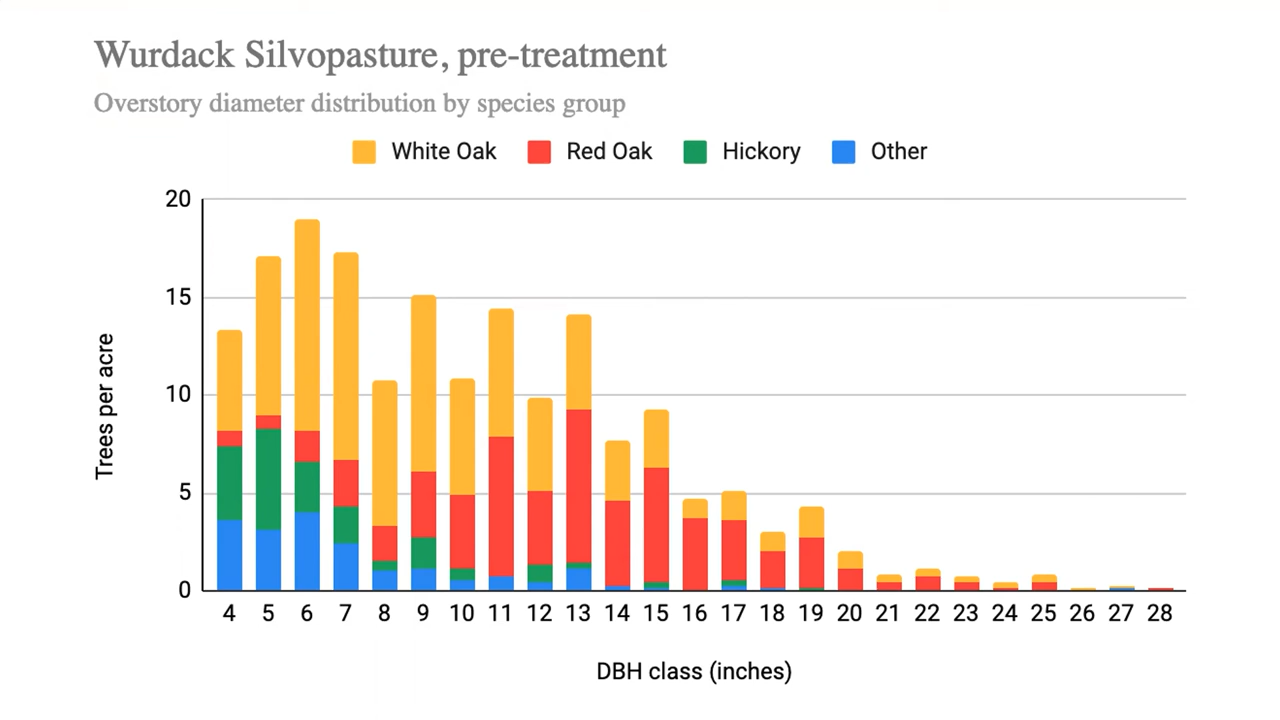 Wurdack Silvopasture, pre-treatment
Overstory diameter distribution by species group
White Oak Red Oak Hickory Other
20
15
10
5
0
Trees per acre
4 5 6 7 8 9 10 11 12 13 14 15 16 17 18 19 20 21 22 23 24 25 26 27 28
DBH class (inches)